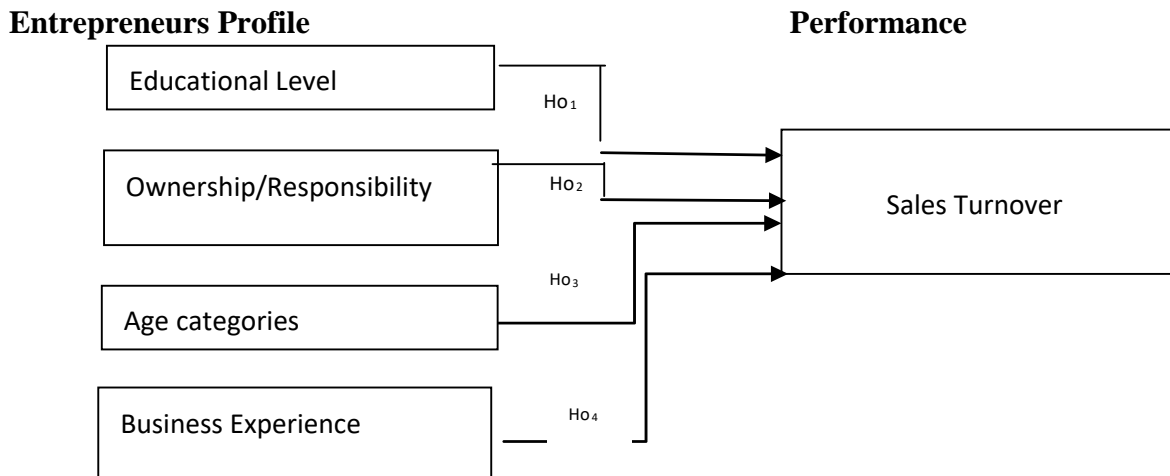 Entrepreneurs Profile
Performance
Educational Level
Ho1
Ownership/Responsibility
Ho2
Sales Turnover
Ho3
Age categories
Ho4
Business Experience